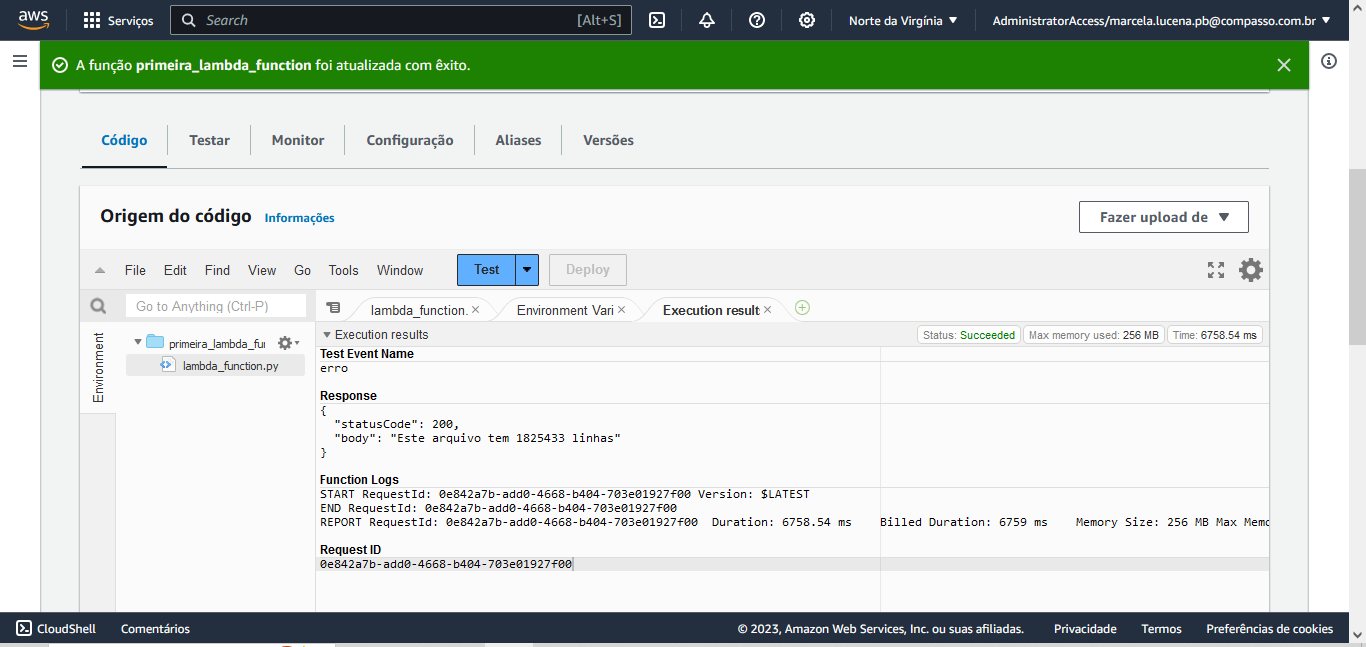 aws Serviços Search [Alt+S] Norte da Virgínia AdministratorAccess/marcela.lucena.pb@compasso.com.br
A função primeira_lambda_function foi atualizada com êxito.
Código Testar Monitor Configuração Aliases Versões
Origem do código Informações Fazer upload de
File Edit Find View Go Tools Window Test Deploy
Go to Anything (Ctrl-P) lambda_function. Environment Vari Execution result
Execution results Status: Succeeded Max memory used: 256 MB Time: 6758.54 ms
Environment
primeira_lambda_fu
lambda_function.py
Test Event Name
erro
Response
{
"statusCode": 200,
"body": "Este arquivo tem 1825433 linhas"
}
Function Logs
START RequestId: 0e842a7b-add0-4668-b404-703e01927f00 Version: $LATEST
END RequestId: 0e842a7b-add0-4668-b404-703e01927f00
REPORT RequestId: 0e842a7b-add0-4668-b404-703e01927f00 Duration: 6758.54 ms Billed Duration: 6759 ms Memory Size: 256 MB Max Memo
Request ID
0e842a7b-add0-4668-b404-703e01927f00
CloudShell Comentários © 2023, Amazon Web Services, Inc. ou suas afiliadas. Privacidade Termos Preferências de cookies